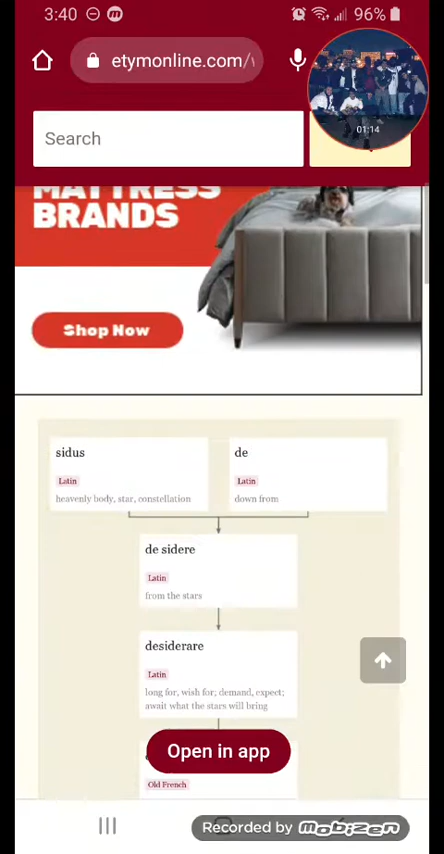 3:40
96%
etymonline.com/
01:14
Search
MATTRESS
BRANDS
Shop Now
sidus
Latin
heavenly body, star, constellation
de
Latin
down from
de sidere
Latin
from the stars
desiderare
Latin
long for, wish for; demand, expect;
await what the stars will bring
Open in app
Old French
Recorded by Mobizen